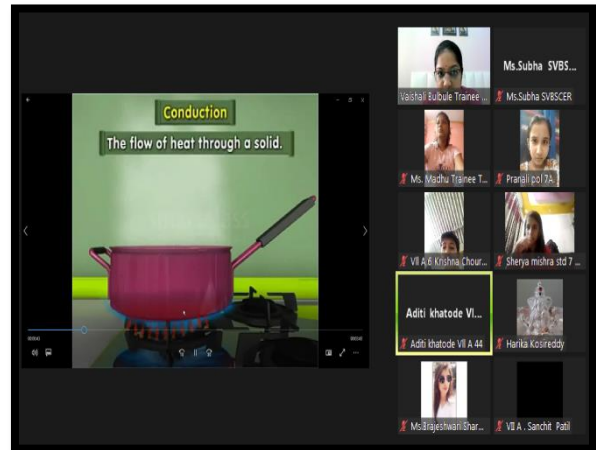 Conduction
The flow of heat through a solid.
Vaishali Bulbule Trainee ...
Ms.Subha SVBS...
Ms.Subha SVBSCER
Ms. Madhu Trainee T...
Pranali pol 7A
VII A,6 Krishna Chour...
Sherya mishra std 7 ...
Aditi khatode VI...
Aditi khatode VII A 44
Harika Kosireddy
Ms.Brajeshwari Shar...
VII A . Sanchit Patil